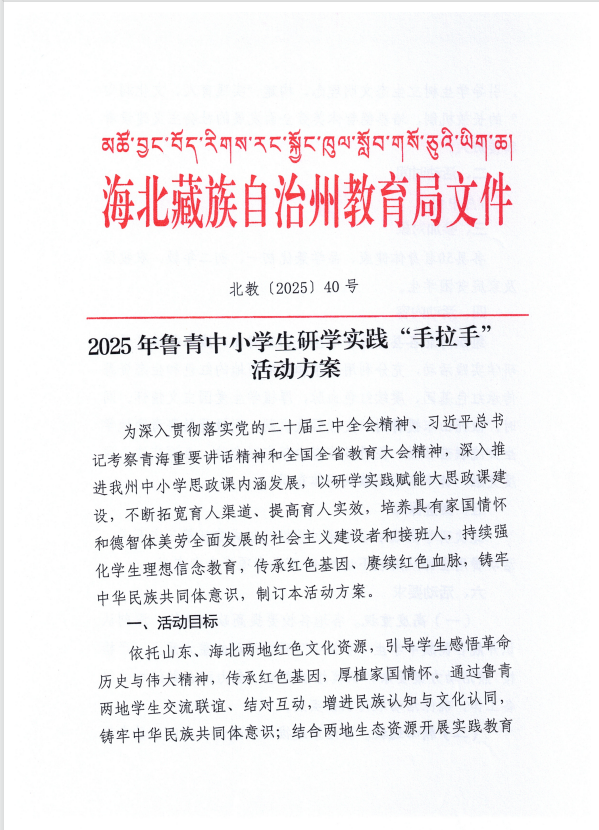 མཚོ་བྱང་བོད་རིགས་རང་སྐྱོང་ཁུལ་སློབ་གསོ་ཅུའི་ཡིག་ཆ།
海北藏族自治州教育局文件
北教〔2025〕40号
2025年鲁青中小学生研学实践“手拉手”
活动方案
为深入贯彻落实党的二十届三中全会精神、习近平总书
记考察青海重要讲话精神和全国全省教育大会精神，深入推
进我州中小学思政课内涵发展，以研学实践赋能大思政课建
设，不断拓宽育人渠道、提高育人实效，培养具有家国情怀
和德智体美劳全面发展的社会主义建设者和接班人，持续强
化学生理想信念教育，传承红色基因、赓续红色血脉，铸牢
中华民族共同体意识，制订本活动方案。
一、活动目标
依托山东、海北两地红色文化资源，引导学生感悟革命
历史与伟大精神，传承红色基因，厚植家国情怀。通过鲁青
两地学生交流联谊、结对互动，增进民族认知与文化认同，
铸牢中华民族共同体意识；结合两地生态资源开展实践教育